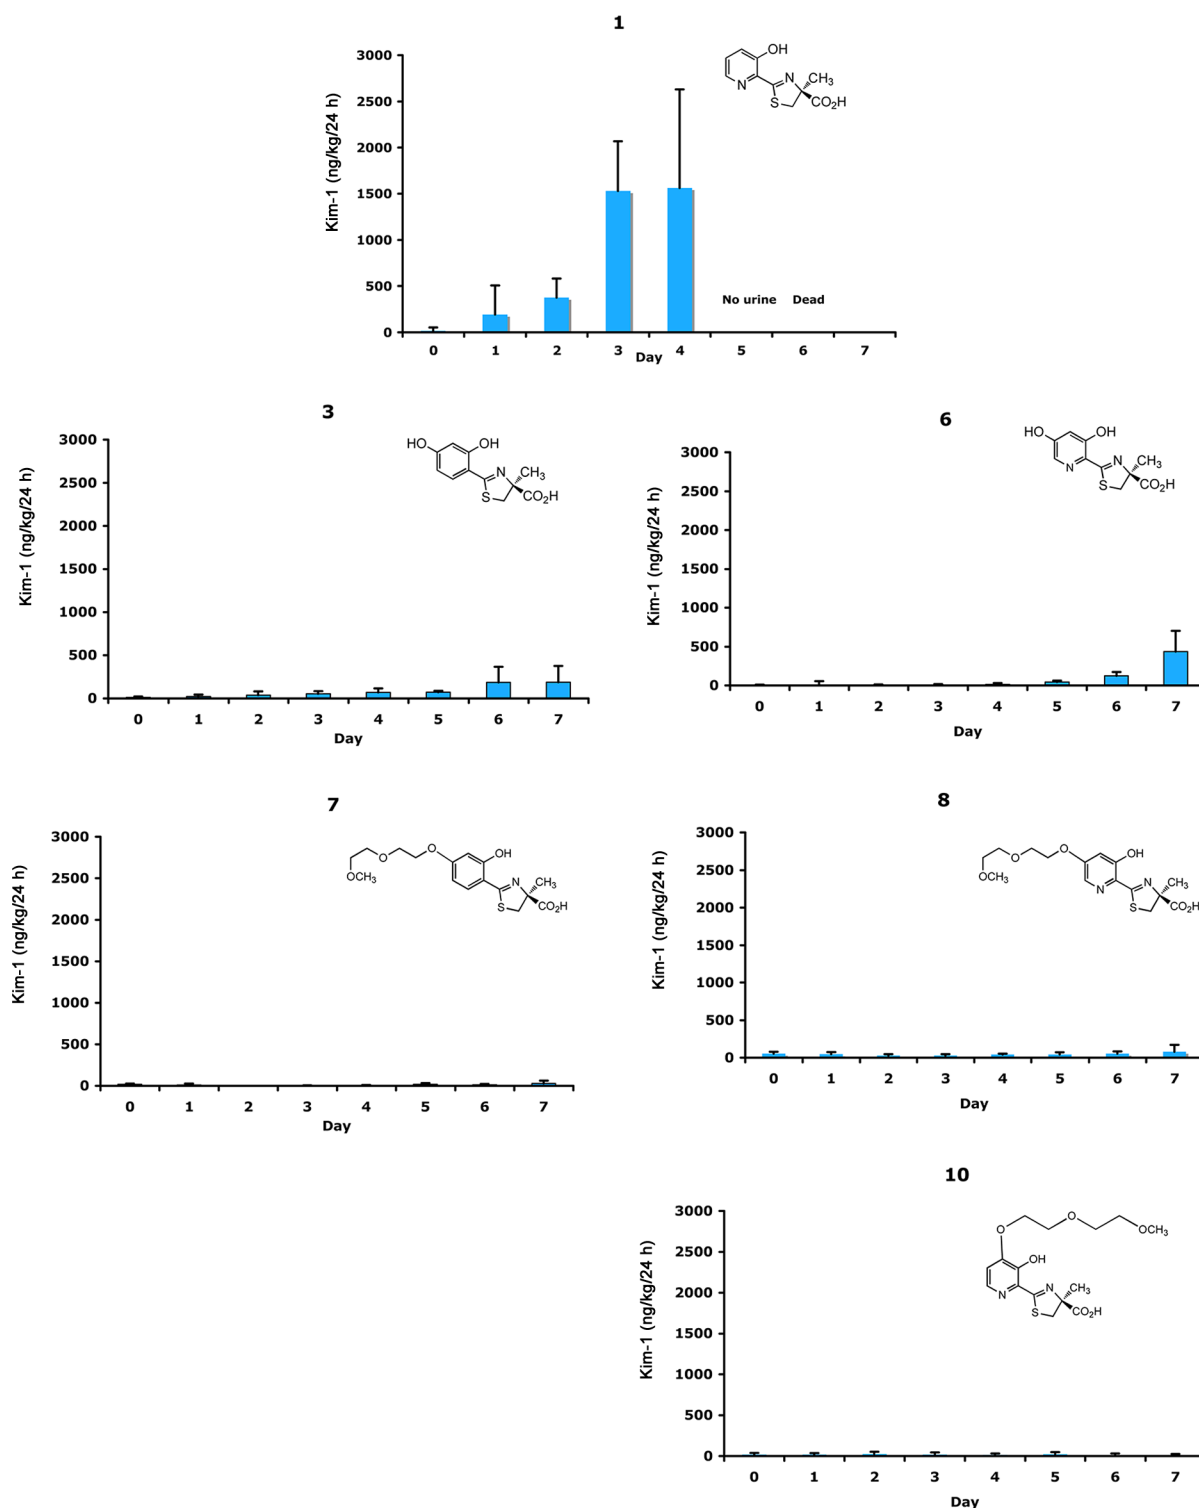 1
3000
2500
2000
1500
1000
500
0
Kim-1 (ng/kg/24 h)
OH
N
N
CH3
S
CO2H
No urine Dead
0 1 2 3 4 5 6 7
Day
3
3000
2500
2000
1500
1000
500
0
Kim-1 (ng/kg/24 h)
HO OH
N
CH3
S
CO2H
0 1 2 3 4 5 6 7
Day
6
3000
2500
2000
1500
1000
500
0
Kim-1 (ng/kg/24 h)
HO OH
N
N
CH3
S
CO2H
0 1 2 3 4 5 6 7
Day
7
3000
2500
2000
1500
1000
500
0
Kim-1 (ng/kg/24 h)
O O OH
OCH3
N CH3
S
CO2H
0 1 2 3 4 5 6 7
Day
8
3000
2500
2000
1500
1000
500
0
Kim-1 (ng/kg/24 h)
O O OH
OCH3
N
N CH3
S
CO2H
0 1 2 3 4 5 6 7
Day
10
3000
2500
2000
1500
1000
500
0
Kim-1 (ng/kg/24 h)
O
O OCH3
OH
N
N CH3
S
CO2H
0 1 2 3 4 5 6 7
Day